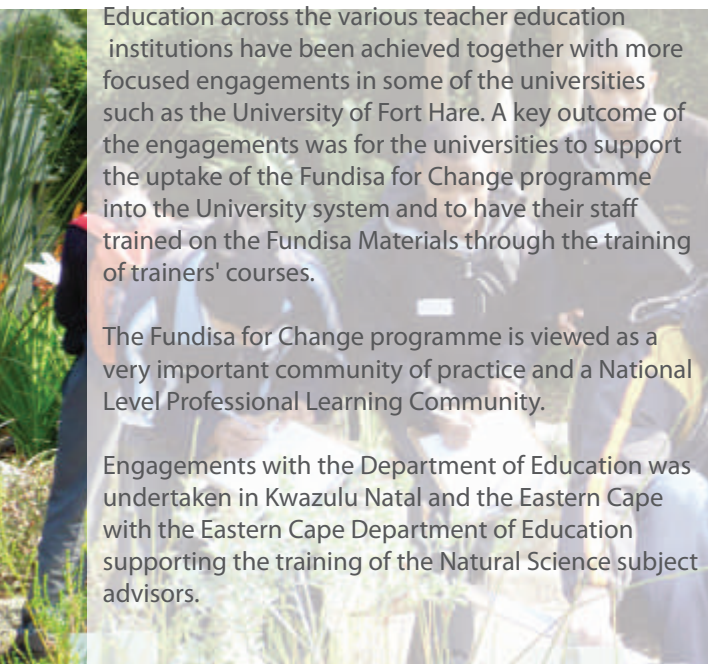 Education across the various teacher education
institutions have been achieved together with more
focused engagements in some of the universities
such as the University of Fort Hare. A key outcome of
the engagements was for the universities to support
the uptake of the Fundisa for Change programme
into the University system and to have their staff
trained on the Fundisa Materials through the training
of trainers' courses.
The Fundisa for Change programme is viewed as a
very important community of practice and a National
Level Professional Learning Community.
Engagements with the Department of Education was
undertaken in Kwazulu Natal and the Eastern Cape
with the Eastern Cape Department of Education
supporting the training of the Natural Science subject
advisors.